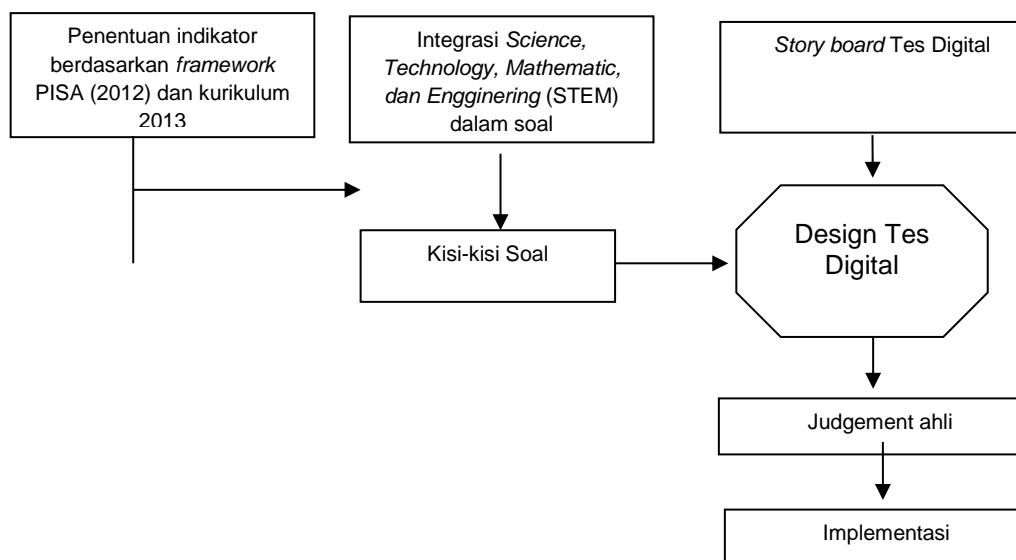 Penentuan indikator
berdasarkan framework
PISA (2012) dan kurikulum
2013
Integrasi Science,
Technology, Mathematic,
dan Engginering (STEM)
dalam soal
Story board Tes Digital
Kisi-kisi Soal
Design Tes
Digital
Judgement ahli
Implementasi